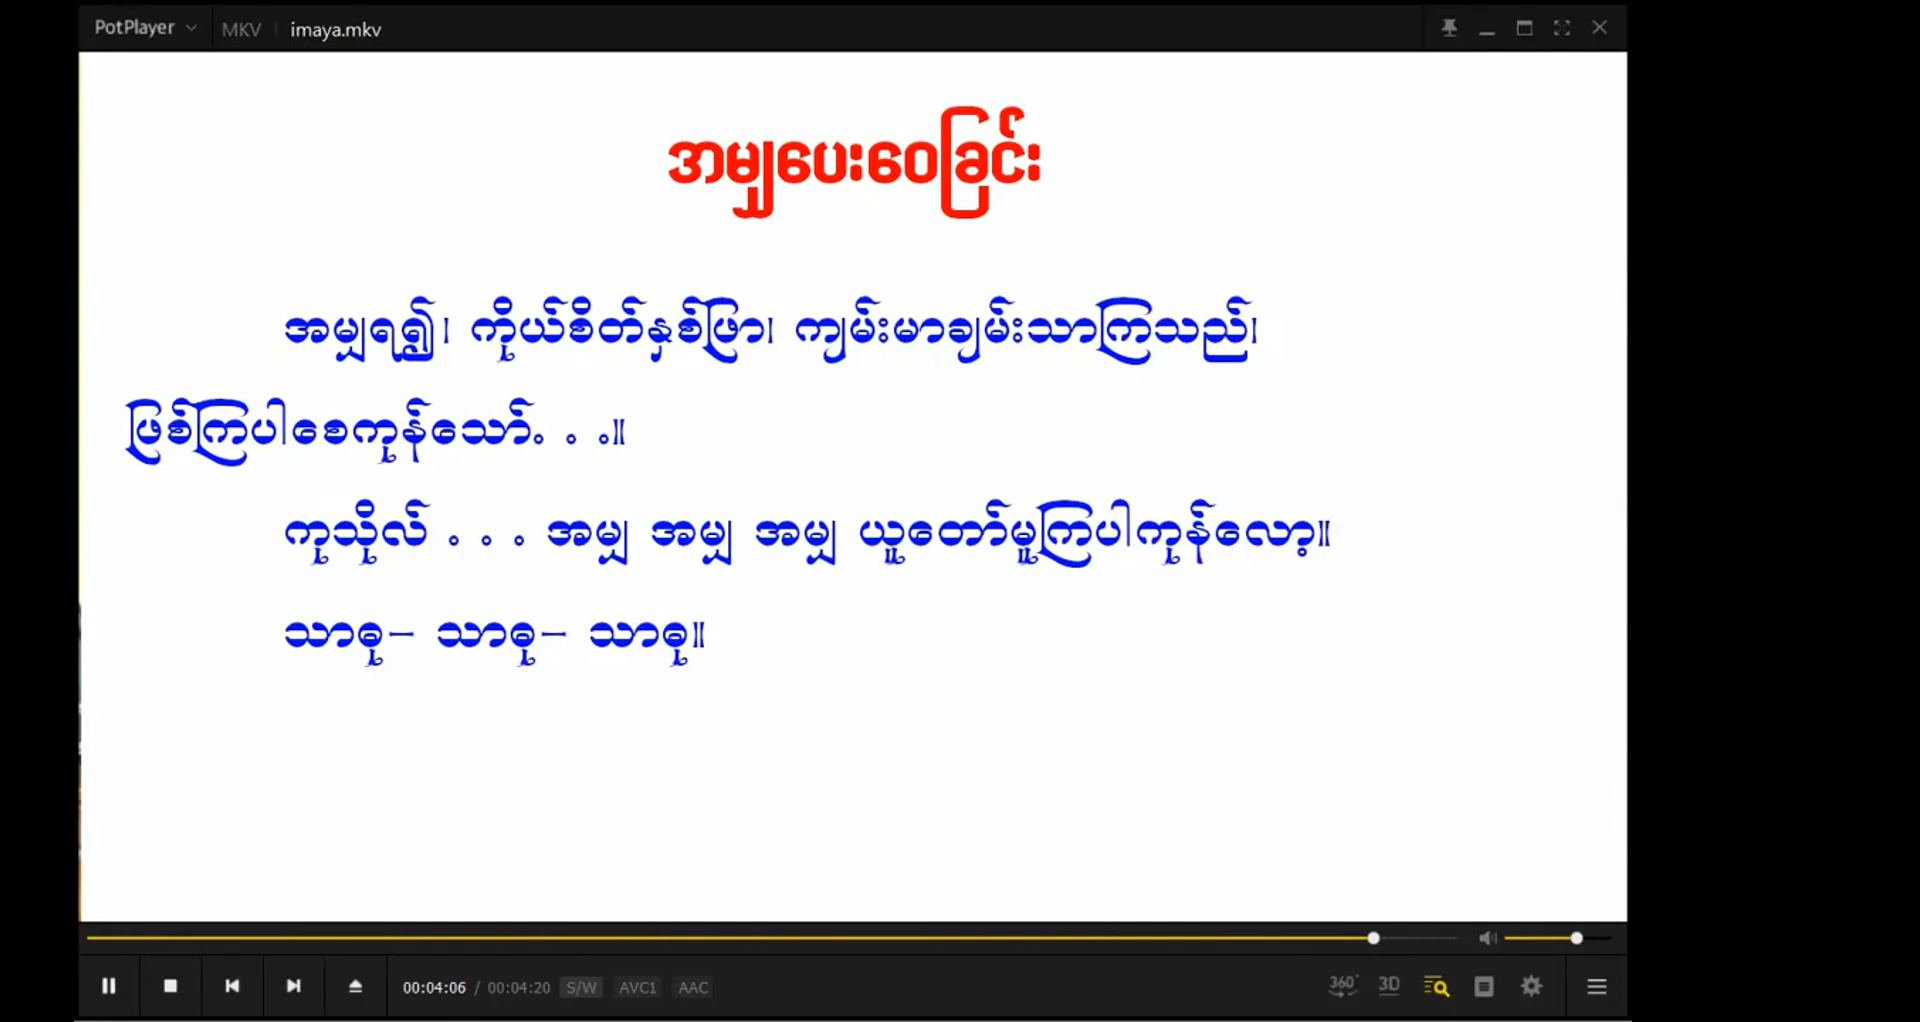 PotPlayer MKV imaya.mkv
အမျှပေးဝေခြင်း
အမျှရ၍၊ ကိုယ်စိတ်နှစ်ဖြာ၊ ကျမ်းမာချမ်းသာကြသည်၊
ဖြစ်ကြပါစေကုန်သော်. . .။
ကုသိုလ် . . . အမျှ အမျှ အမျှ ယူတော်မူကြပါကုန်လော့။
သာဓု– သာဓု– သာဓု။
00:04:06 / 00:04:20 S/W AVC1 AAC 360° 3D